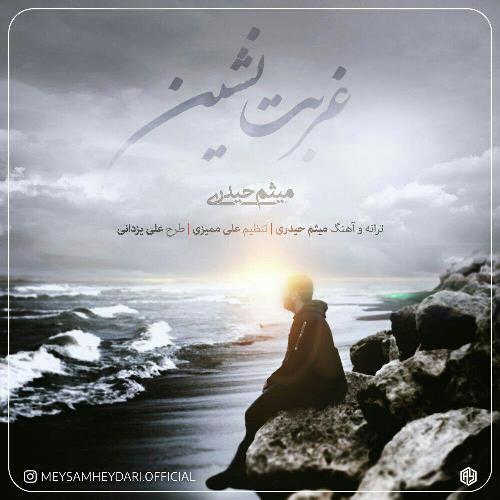 غربت نشین
میثم حیدری
ترانه و آهنگ میثم حیدری | تنظیم علی ممیزی | طرح علی یزدانی
MEYSAMHEYDARI.OFFICIAL